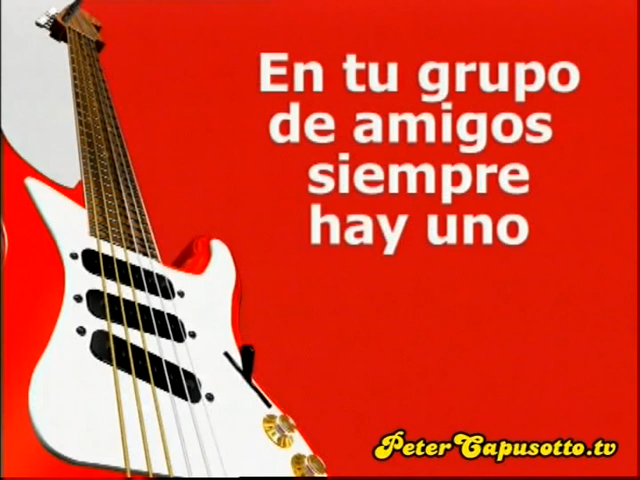 En tu grupo
de amigos
siempre
hay uno
PeterCapusotto.tv